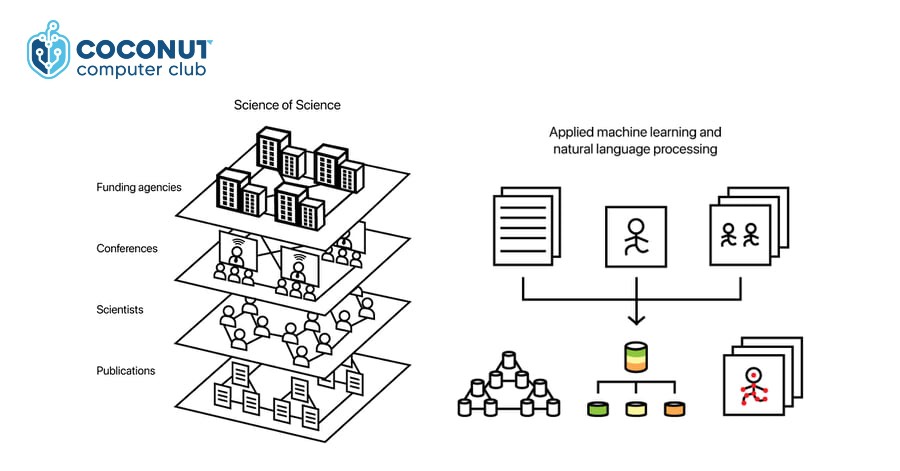 COCONUT
computer club
Science of Science
Funding agencies
Conferences
Scientists
Publications
Applied machine learning and
natural language processing